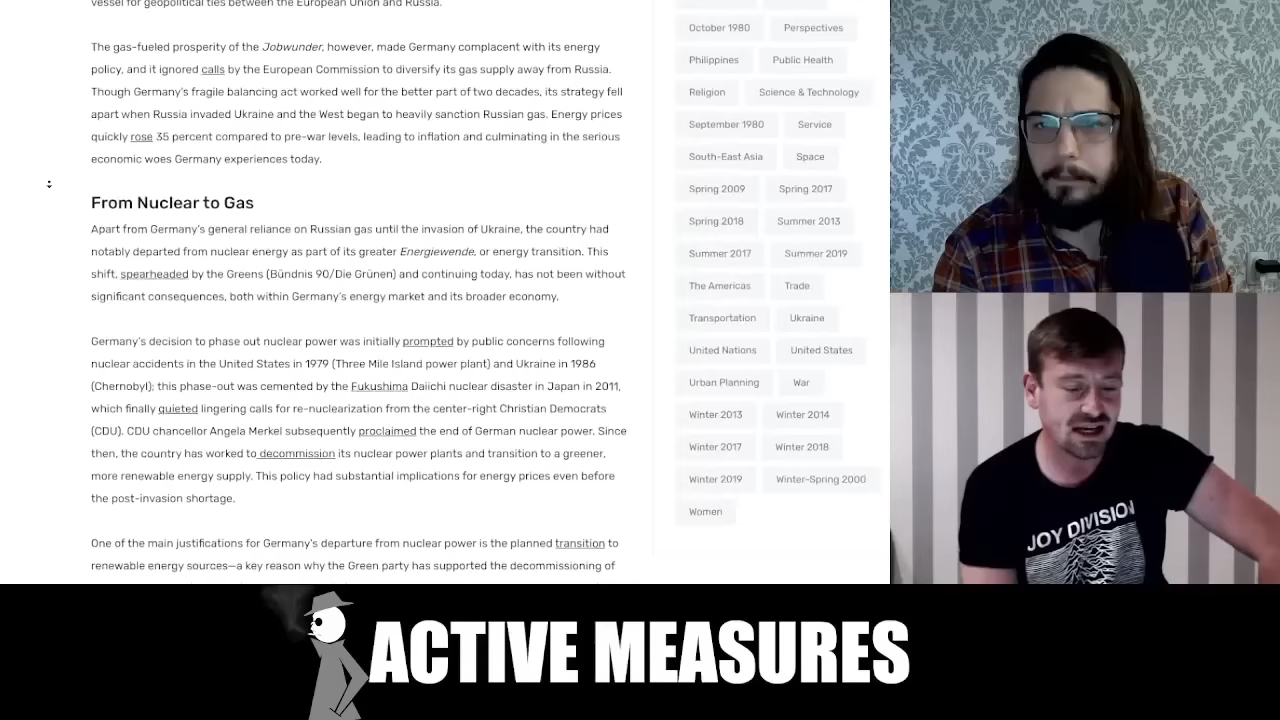 vessel for geopolitical ties between the European Union and Russia.
The gas-fueled prosperity of the Jobwunder, however, made Germany complacent with its energy
policy, and it ignored calls by the European Commission to diversify its gas supply away from Russia.
Though Germany's fragile balancing act worked well for the better part of two decades, its strategy fell
apart when Russia invaded Ukraine and the West began to heavily sanction Russian gas. Energy prices
quickly rose 35 percent compared to pre-war levels, leading to inflation and culminating in the serious
economic woes Germany experiences today.
From Nuclear to Gas
Apart from Germany's general reliance on Russian gas until the invasion of Ukraine, the country had
notably departed from nuclear energy as part of its greater Energiewende, or energy transition. This
shift, spearheaded by the Greens (Bündnis 90/Die Grünen) and continuing today, has not been without
significant consequences, both within Germany's energy market and its broader economy.
Germany's decision to phase out nuclear power was initially prompted by public concerns following
nuclear accidents in the United States in 1979 (Three Mile Island power plant) and Ukraine in 1986
(Chernobyl); this phase-out was cemented by the Fukushima Daiichi nuclear disaster in Japan in 2011,
which finally quieted lingering calls for re-nuclearization from the center-right Christian Democrats
(CDU). CDU chancellor Angela Merkel subsequently proclaimed the end of German nuclear power. Since
then, the country has worked to decommission its nuclear power plants and transition to a greener,
more renewable energy supply. This policy had substantial implications for energy prices even before
the post-invasion shortage.
One of the main justifications for Germany's departure from nuclear power is the planned transition to
renewable energy sources—a key reason why the Green party has supported the decommissioning of
October 1980 Perspectives
Philippines Public Health
Religion Science & Technology
September 1980 Service
South-East Asia Space
Spring 2009 Spring 2017
Spring 2018 Summer 2013
Summer 2017 Summer 2019
The Americas Trade
Transportation Ukraine
United Nations United States
Urban Planning War
Winter 2013 Winter 2014
Winter 2017 Winter 2018
Winter 2019 Winter-Spring 2000
Women
JOY DIVISION
ACTIVE MEASURES